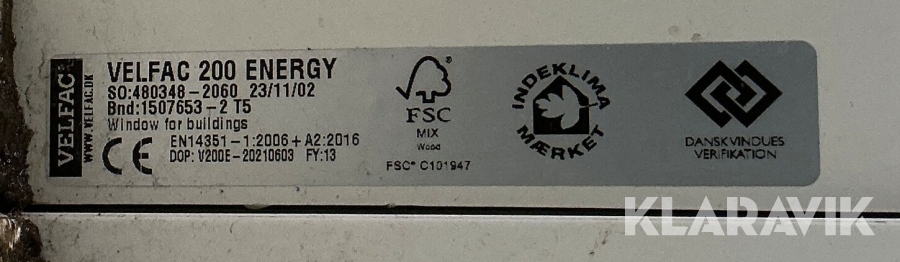 VELFAC
WWW.VELFAC.DK
VELFAC 200 ENERGY
SO:480348-2060 23/11/02
Bnd:1507653-2 T5
Window for buildings
CE
EN14351-1:2006 + A2:2016
DOP: V200E-20210603 FY:13
FSC
MIX
Wood
FSC® C101947
INDEKLIMA
MÆRKET
DANSK VINDUES
VERIFIKATION
KLARAVIK